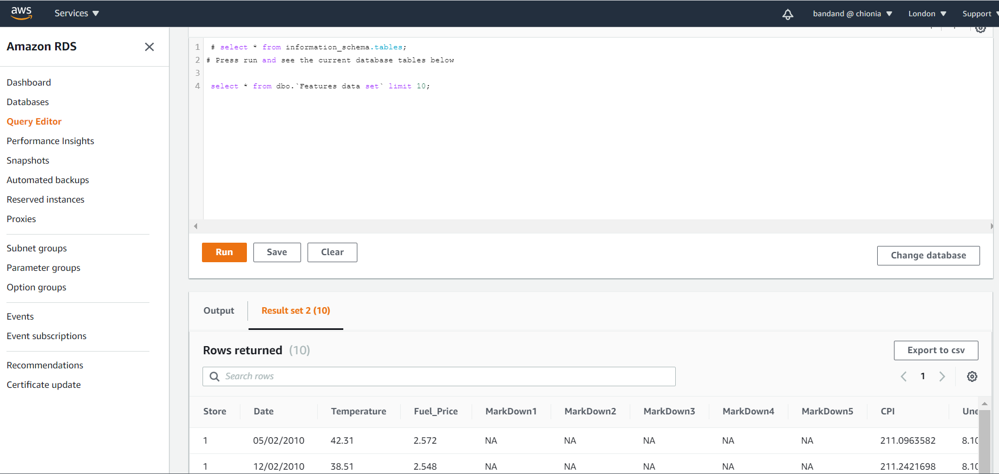 aws Services bandand @ chionia London Support
Amazon RDS
Dashboard
Databases
Query Editor
Performance Insights
Snapshots
Automated backups
Reserved instances
Proxies
Subnet groups
Parameter groups
Option groups
Events
Event subscriptions
Recommendations
Certificate update
1 # select * from information_schema.tables;
2 # Press run and see the current database tables below
3
4 select * from dbo.`Features data set` limit 10;
Run Save Clear Change database
Output Result set 2 (10)
Rows returned (10) Export to csv
Search rows 1
Store Date Temperature Fuel_Price MarkDown1 MarkDown2 MarkDown3 MarkDown4 MarkDown5 CPI Une
1 05/02/2010 42.31 2.572 NA NA NA NA NA 211.0963582 8.10
1 12/02/2010 38.51 2.548 NA NA NA NA NA 211.2421698 8.10